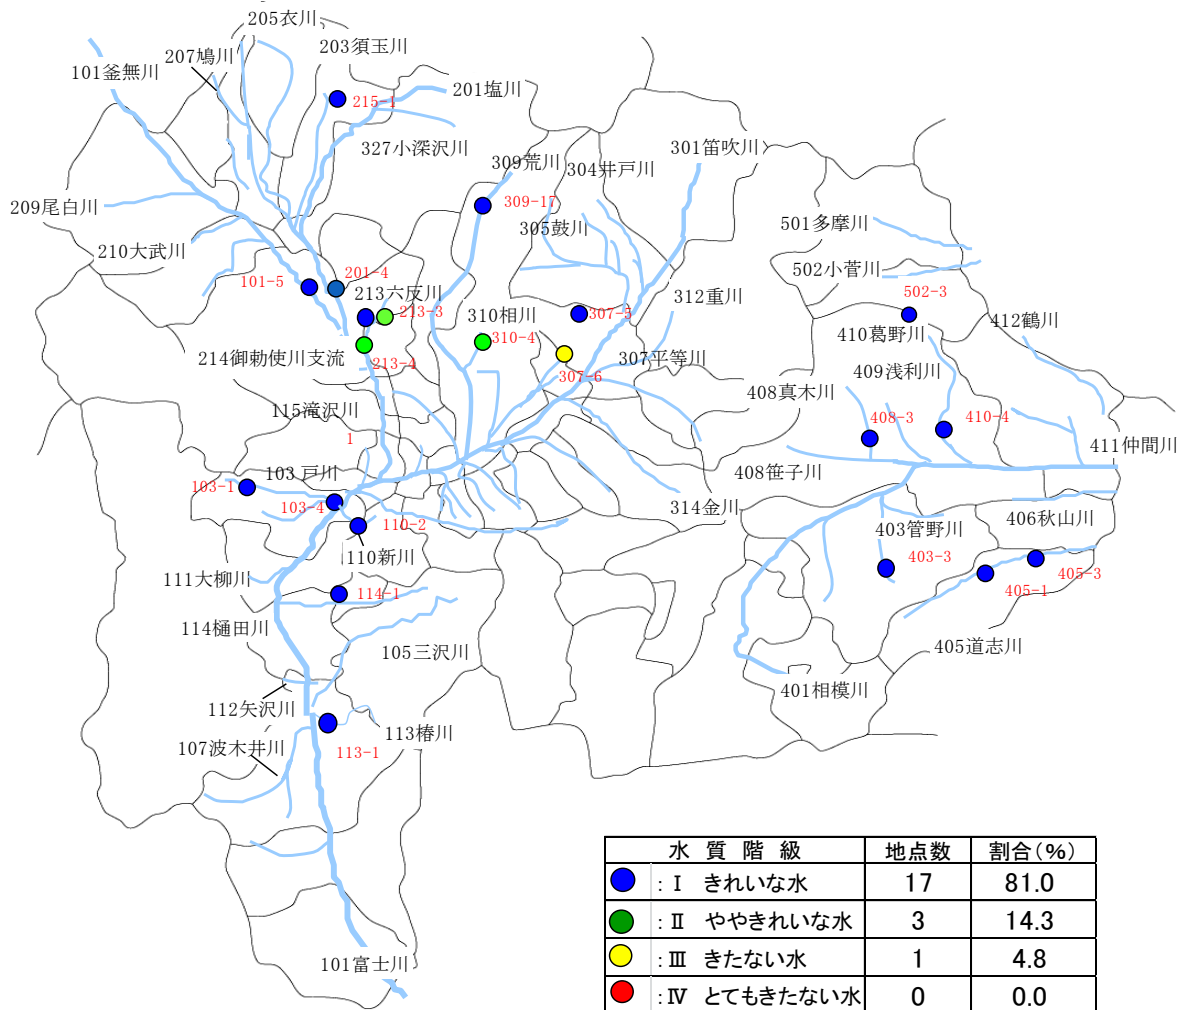 205衣川
203須玉川
207鳩川
101釜無川
201塩川
215-1
327小深沢川
301笛吹川
309荒川
304井戸川
309-17
209尾白川
305鼓川
501多摩川
210大武川
502小菅川
201-4
101-5
213六反川
312重川
502-3
213-3
310相川
307-5
412鶴川
410葛野川
310-4
214御勅使川支流
213-4
307平等川
307-6
409浅利川
408真木川
115滝沢川
408-3
410-4
1
411仲間川
103戸川
408笹子川
103-1
103-4
314金川
406秋山川
110-2
403管野川
110新川
403-3
111大柳川
405-3
114-1
405-1
114樋田川
405道志川
105三沢川
401相模川
112矢沢川
113椿川
107波木井川
113-1
101富士川
水 質 階 級 地点数 割合(%)
：Ⅰ きれいな水 17 81.0
：Ⅱ ややきれいな水 3 14.3
：Ⅲ きたない水 1 4.8
：Ⅳ とてもきたない水 0 0.0